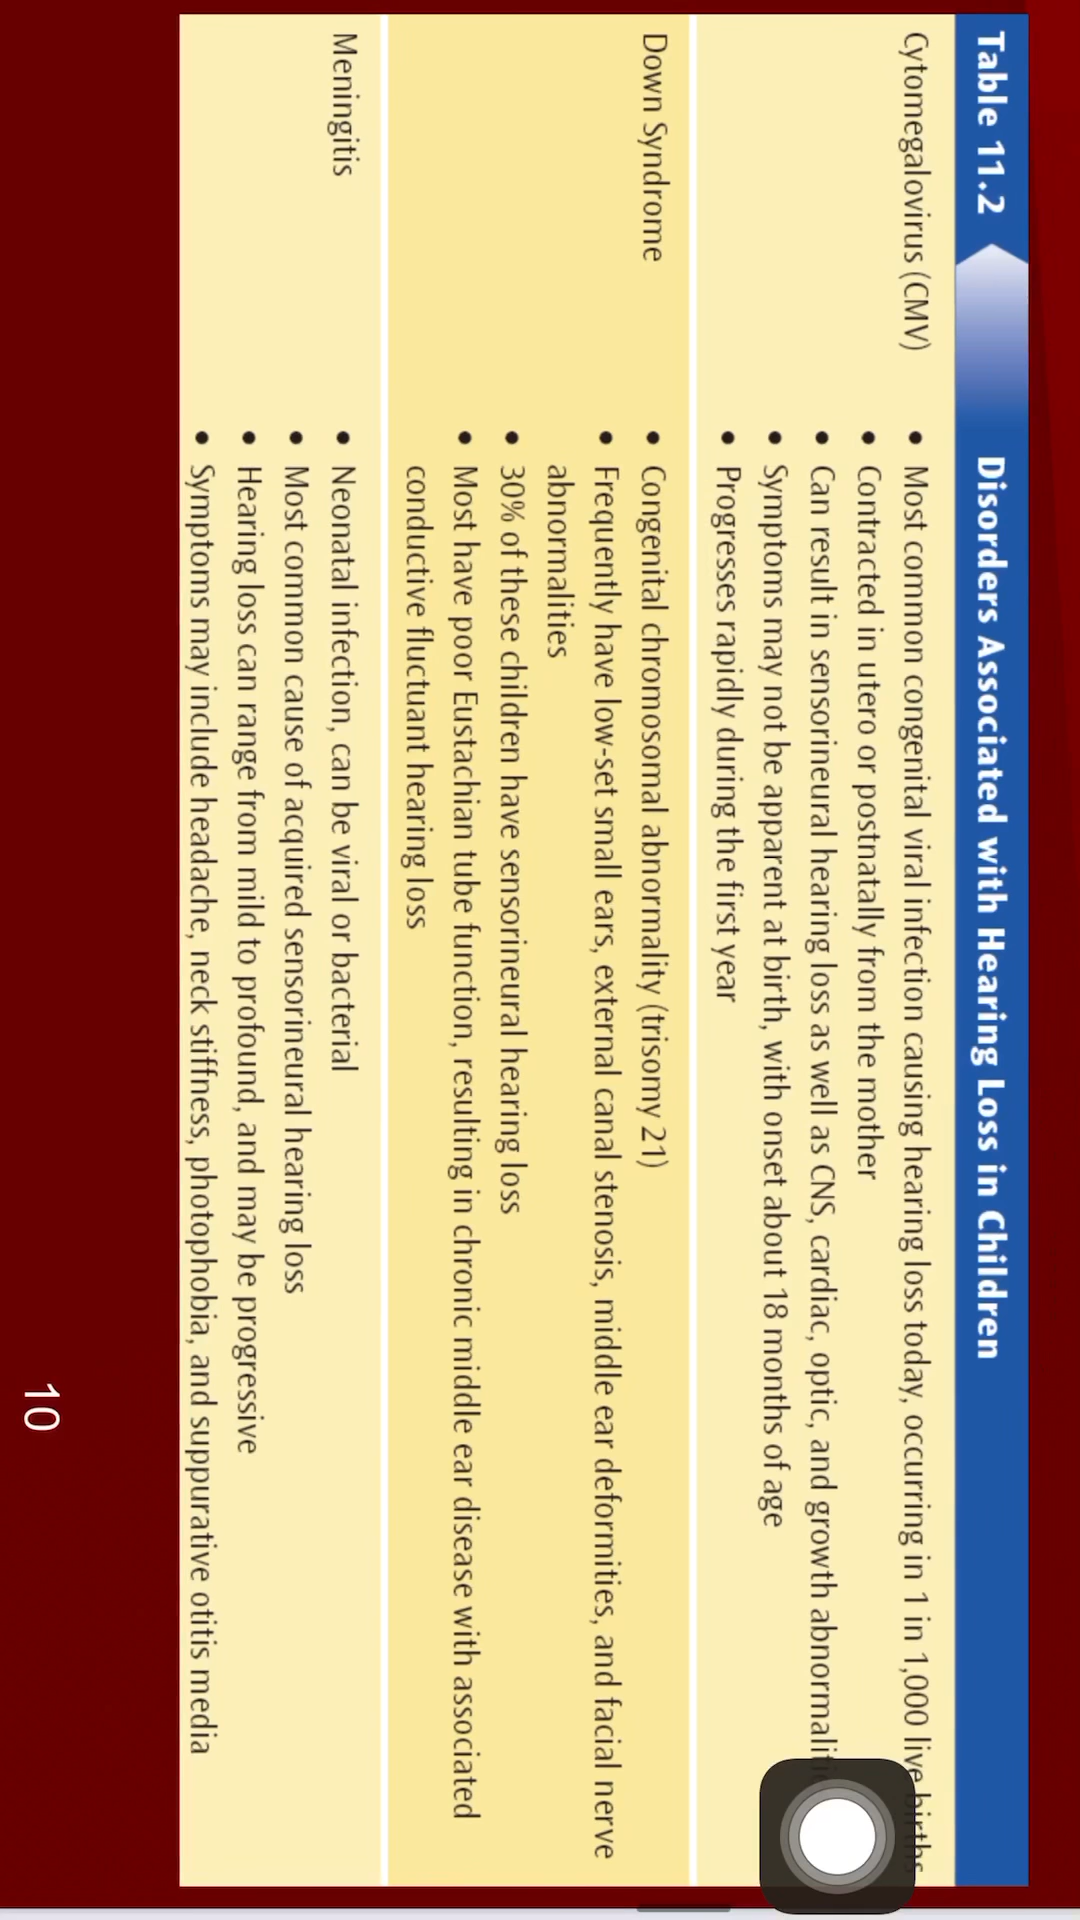 Table 11.2 Disorders Associated with Hearing Loss in Children
Cytomegalovirus (CMV)
• Most common congenital viral infection causing hearing loss today, occurring in 1 in 1,000 live births
• Contracted in utero or postnatally from the mother
• Can result in sensorineural hearing loss as well as CNS, cardiac, optic, and growth
• Symptoms may not be apparent at birth, with onset about 18 months of age
• Progresses rapidly during the first year
Down Syndrome
• Congenital chromosomal abnormality (trisomy 21)
• Frequently have low-set small ears, external canal stenosis, middle ear deformities, and facial nerve
abnormalities
• 30% of these children have sensorineural hearing loss
• Most have poor Eustachian tube function, resulting in chronic middle ear disease with associated
conductive fluctuant hearing loss
Meningitis
• Neonatal infection, can be viral or bacterial
• Most common cause of acquired sensorineural hearing loss
• Hearing loss can range from mild to profound, and may be progressive
• Symptoms may include headache, neck stiffness, photophobia, and suppurative otitis media
10